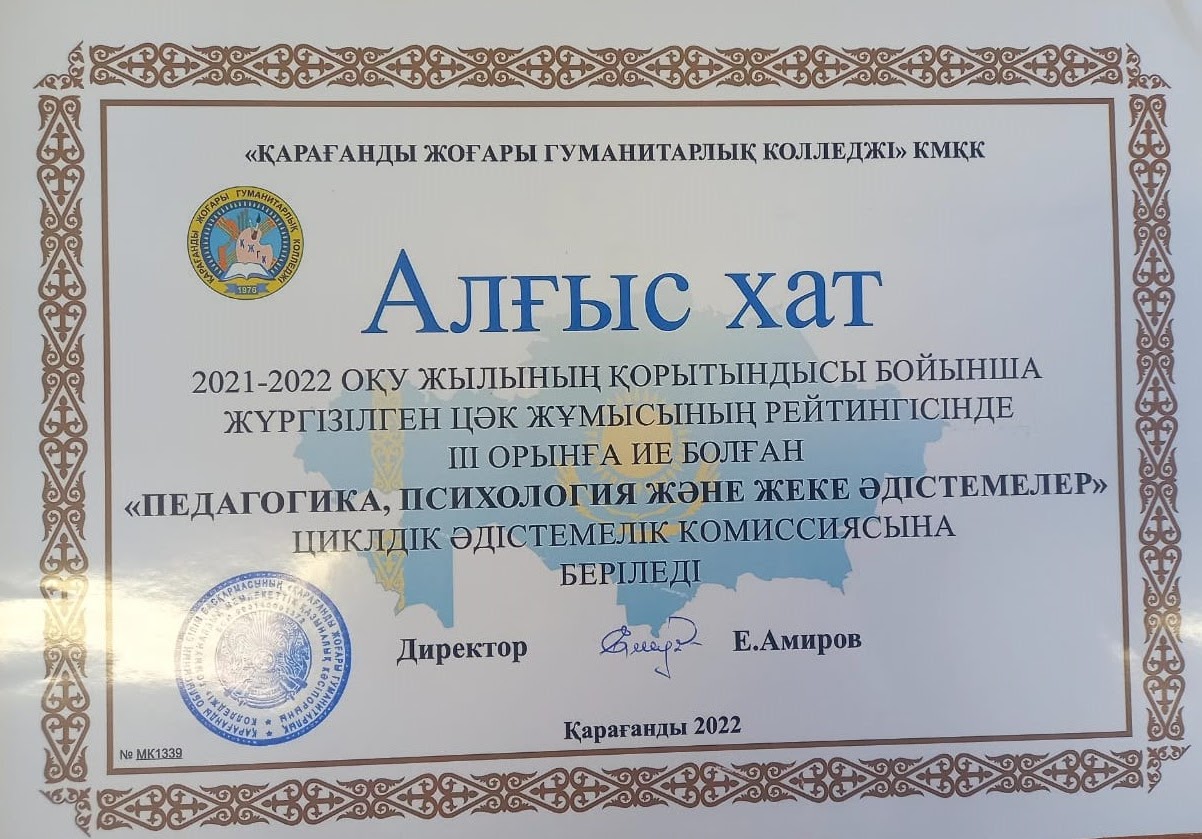 «ҚАРАҒАНДЫ ЖОҒАРЫ ГУМАНИТАРЛЫҚ КОЛЛЕДЖІ» КМҚК
ҚАРАҒАНДЫ ЖОҒАРЫ ГУМАНИТАРЛЫҚ КОЛЛЕДЖІ
КЖГК
1976
Алғыс хат
2021-2022 ОҚУ ЖЫЛЫНЫҢ ҚОРЫТЫНДЫСЫ БОЙЫНША
ЖҮРГІЗІЛГЕН ЦӘК ЖҰМЫСЫНЫҢ РЕЙТИНГІСІНДЕ
ІІІ ОРЫНҒА ИЕ БОЛҒАН
«ПЕДАГОГИКА, ПСИХОЛОГИЯ ЖӘНЕ ЖЕКЕ ӘДІСТЕМЕЛЕР»
ЦИКЛДІК ӘДІСТЕМЕЛІК КОМИССИЯСЫНА
БЕРІЛЕДІ
Директор Е.Амиров
Қарағанды 2022
№ МК1339